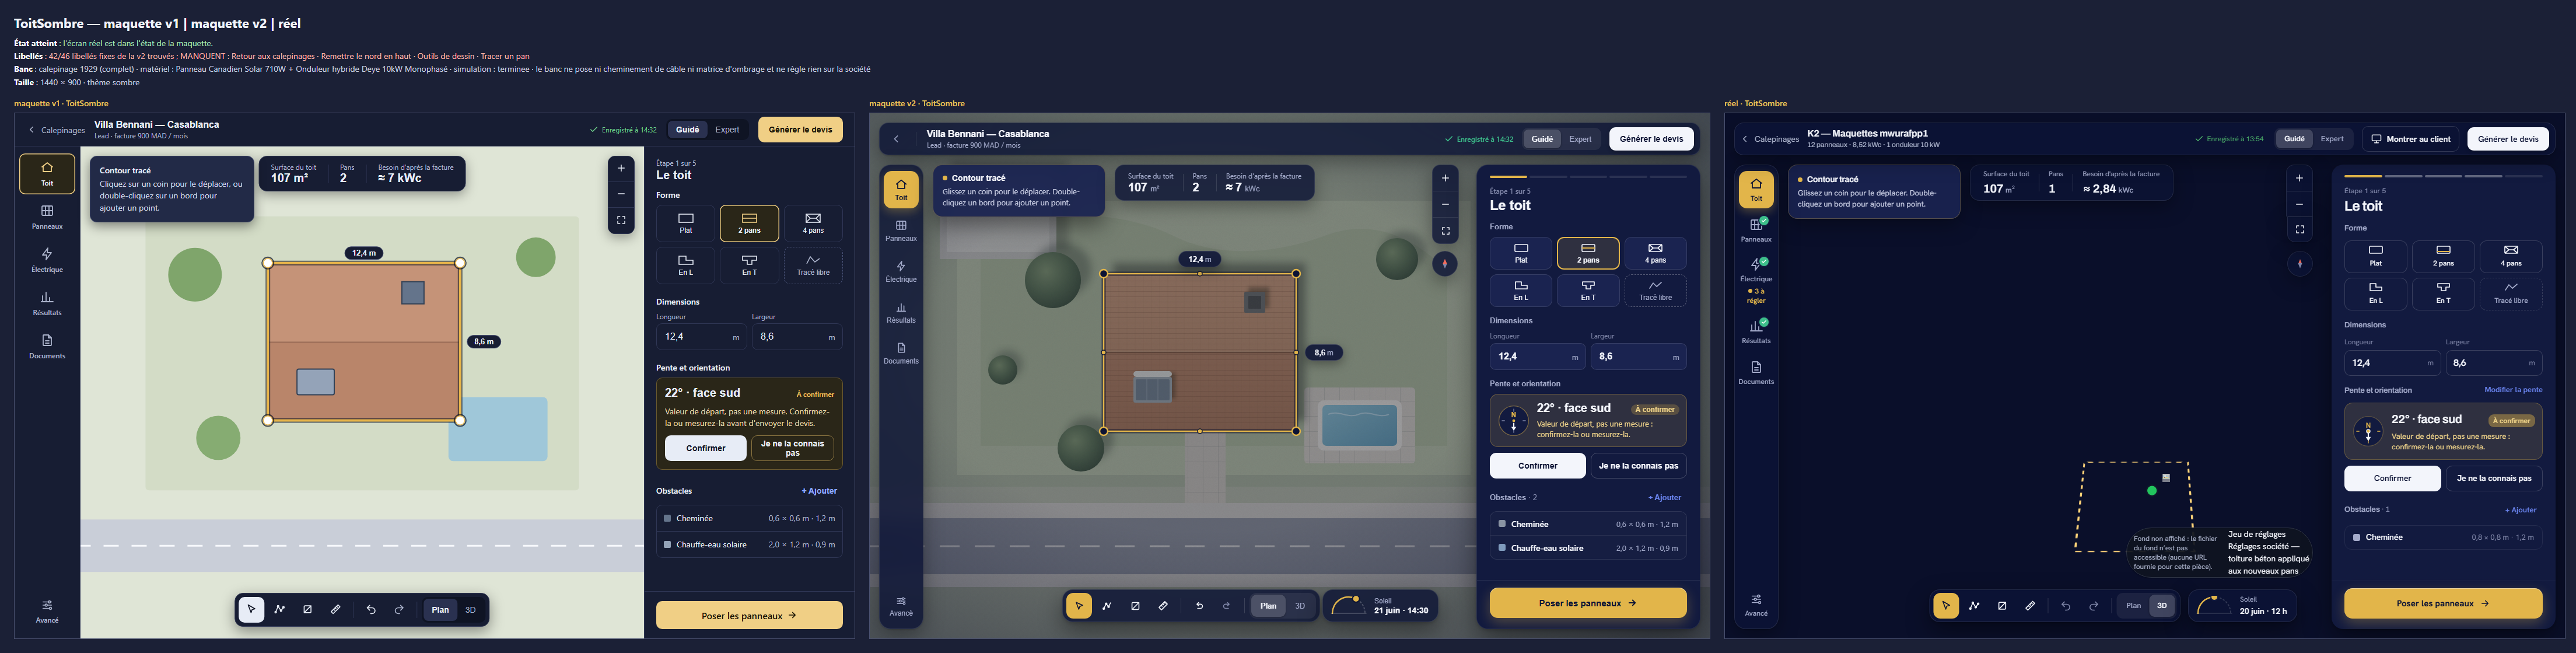 ToitSombre — maquette v1 | maquette v2 | réel
État atteint : l'écran réel est dans l'état de la maquette.
Libellés : 42/46 libellés fixes de la v2 trouvés ; MANQUENT : Retour aux calepinages · Remettre le nord en haut · Outils de dessin · Tracer un pan
Banc : calepinage 1929 (complet) · matériel : Panneau Canadien Solar 710W + Onduleur hybride Deye 10kW Monophasé · simulation : terminee · le banc ne pose ni cheminement de câble ni matrice d'ombrage et ne règle rien sur la société
Taille : 1440 × 900 · thème sombre
maquette v1 · ToitSombre
Calepinages
Villa Bennani — Casablanca
Lead · facture 900 MAD / mois
Enregistré à 14:32
Guidé
Expert
Générer le devis
Toit
Panneaux
Électrique
Résultats
Documents
Avancé
Contour tracé
Cliquez sur un coin pour le déplacer, ou
double-cliquez sur un bord pour
ajouter un point.
Surface du toit
107 m²
Pans
2
Besoin d'après la facture
≈ 7 kWc
12,4 m
8,6 m
Plan
3D
Étape 1 sur 5
Le toit
Forme
Plat
2 pans
4 pans
En L
En T
Tracé libre
Dimensions
Longueur
Largeur
12,4 m
8,6 m
Pente et orientation
22° · face sud
À confirmer
Valeur de départ, pas une mesure. Confirmez-
la ou mesurez-la avant d'envoyer le devis.
Confirmer
Je ne la connais
pas
Obstacles
+ Ajouter
Cheminée 0,6 × 0,6 m · 1,2 m
Chauffe-eau solaire 2,0 × 1,2 m · 0,9 m
Poser les panneaux
maquette v2 · ToitSombre
Villa Bennani — Casablanca
Lead · facture 900 MAD / mois
Enregistré à 14:32
Guidé
Expert
Générer le devis
Toit
Panneaux
Électrique
Résultats
Documents
Avancé
Contour tracé
Glissez un coin pour le déplacer. Double-
cliquez un bord pour ajouter un point.
Surface du toit
107 m²
Pans
2
Besoin d'après la facture
≈ 7 kWc
12,4 m
8,6 m
Plan
3D
Soleil
21 juin · 14:30
Étape 1 sur 5
Le toit
Forme
Plat
2 pans
4 pans
En L
En T
Tracé libre
Dimensions
Longueur
Largeur
12,4 m
8,6 m
Pente et orientation
N
22° · face sud
À confirmer
Valeur de départ, pas une mesure :
confirmez-la ou mesurez-la.
Confirmer
Je ne la connais pas
Obstacles · 2
+ Ajouter
Cheminée 0,6 × 0,6 m · 1,2 m
Chauffe-eau solaire 2,0 × 1,2 m · 0,9 m
Poser les panneaux
réel · ToitSombre
Calepinages
K2 — Maquettes mwurafpp1
12 panneaux · 8,52 kWc · 1 onduleur 10 kW
Enregistré à 13:54
Guidé
Expert
Montrer au client
Générer le devis
Toit
Panneaux
Électrique
3 à
régler
Résultats
Documents
Avancé
Contour tracé
Glissez un coin pour le déplacer. Double-
cliquez un bord pour ajouter un point.
Surface du toit
107 m²
Pans
1
Besoin d'après la facture
≈ 2,84 kWc
Fond non affiché : le fichier
du fond n'est pas
accessible (aucune URL
fournie pour cette pièce).
Jeu de réglages
Réglages société —
toiture béton appliqué
aux nouveaux pans
Plan
3D
Soleil
20 juin · 12 h
Étape 1 sur 5
Le toit
Forme
Plat
2 pans
4 pans
En L
En T
Tracé libre
Dimensions
Longueur
Largeur
12,4 m
8,6 m
Pente et orientation
Modifier la pente
N
22° · face sud
À confirmer
Valeur de départ, pas une mesure :
confirmez-la ou mesurez-la.
Confirmer
Je ne la connais pas
Obstacles · 1
+ Ajouter
Cheminée 0,8 × 0,8 m · 1,2 m
Poser les panneaux